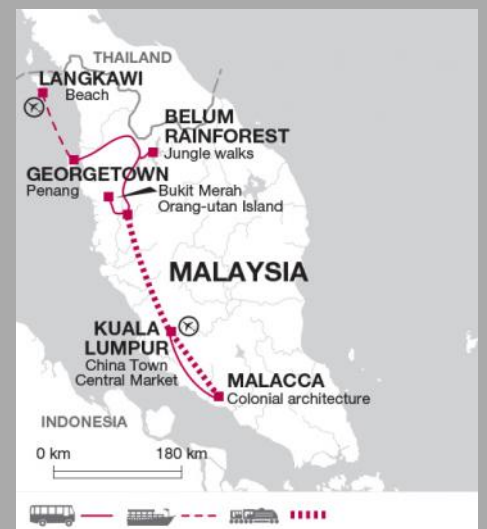 THAILAND
LANGKAWI
Beach
BELUM
RAINFOREST
Jungle walks
GEORGETOWN
Penang
Bukit Merah
Orang-utan Island
MALAYSIA
KUALA
LUMPUR
China Town
Central Market
MALACCA
Colonial architecture
INDONESIA
0 km 180 km